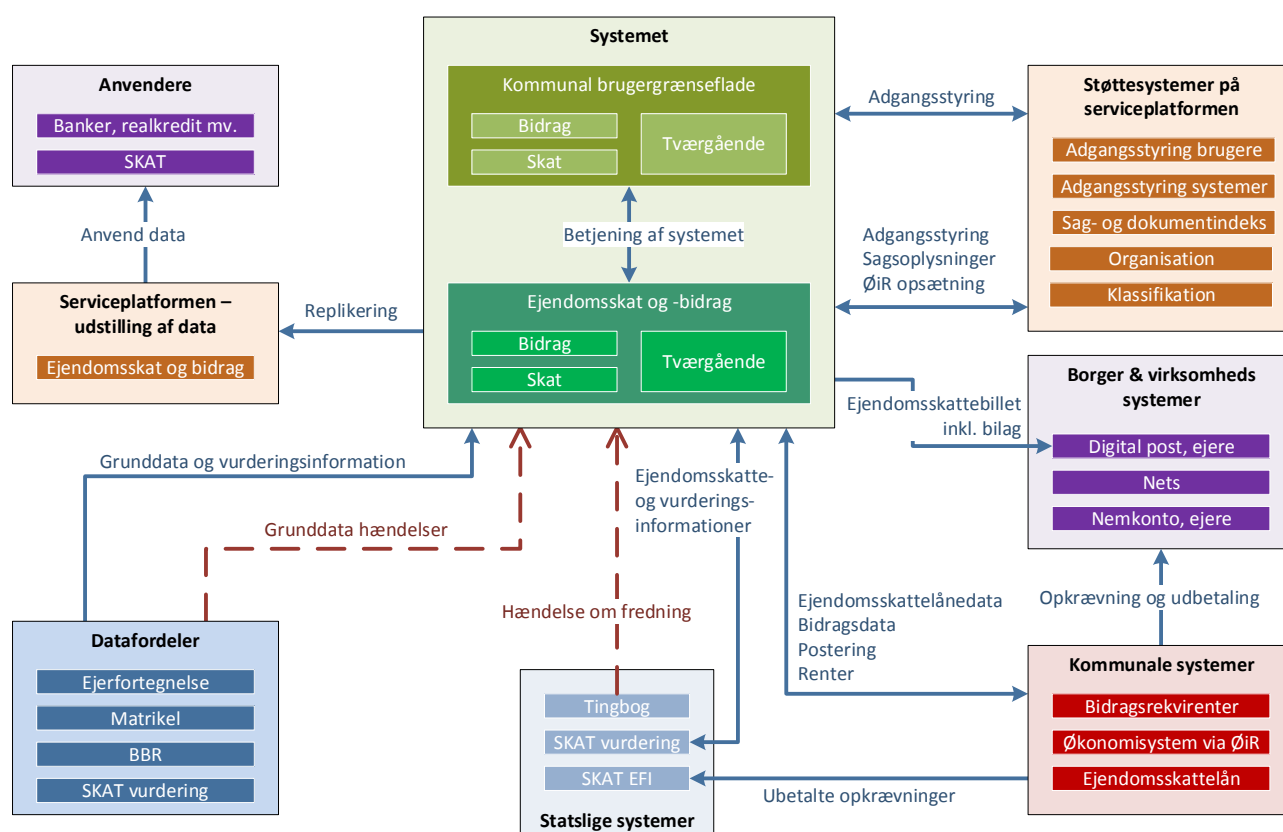 Systemet
Kommunal brugergrænseflade
Bidrag
Skat
Tværgående
Betjening af systemet
Ejendomsskat og -bidrag
Bidrag
Skat
Tværgående
Anvendere
Banker, realkredit mv.
SKAT
Anvend data
Serviceplatformen –
udstilling af data
Ejendomsskat og bidrag
Replikering
Adgangsstyring
Adgangsstyring
Sagsoplysninger
ØiR opsætning
Støttesystemer på
serviceplatformen
Adgangsstyring brugere
Adgangsstyring systemer
Sag- og dokumentindeks
Organisation
Klassifikation
Ejendomsskattebillet
inkl. bilag
Borger & virksomheds
systemer
Digital post, ejere
Nets
Nemkonto, ejere
Grunddata og vurderingsinformation
Grunddata hændelser
Ejendomsskatte-
og vurderings-
informationer
Hændelse om fredning
Ejendomsskattelånedata
Bidragsdata
Postering
Renter
Opkrævning og udbetaling
Datafordeler
Ejerfortegnelse
Matrikel
BBR
SKAT vurdering
Tingbog
SKAT vurdering
SKAT EFI
Statslige systemer
Ubetalte opkrævninger
Kommunale systemer
Bidragsrekvirenter
Økonomisystem via ØiR
Ejendomsskattelån